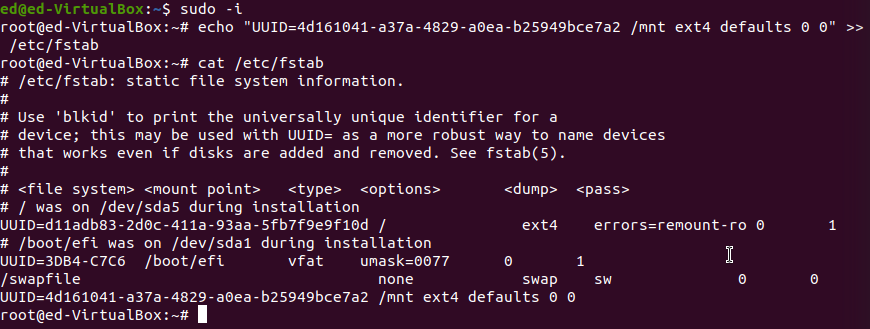 ed@ed-VirtualBox:~$ sudo -i
root@ed-VirtualBox:~# echo "UUID=4d161041-a37a-4829-a0ea-b25949bce7a2 /mnt ext4 defaults 0 0" >>
 /etc/fstab
root@ed-VirtualBox:~# cat /etc/fstab
# /etc/fstab: static file system information.
#
# Use 'blkid' to print the universally unique identifier for a
# device; this may be used with UUID= as a more robust way to name devices
# that works even if disks are added and removed. See fstab(5).
#
# <file system> <mount point>   <type>  <options>       <dump>  <pass>
# / was on /dev/sda5 during installation
UUID=d11adb83-2d0c-411a-93aa-5fb7f9e9f10d /               ext4    errors=remount-ro 0       1
# /boot/efi was on /dev/sda1 during installation
UUID=3DB4-C7C6  /boot/efi       vfat    umask=0077      0       1
/swapfile                                 none            swap    sw              0       0
UUID=4d161041-a37a-4829-a0ea-b25949bce7a2 /mnt ext4 defaults 0 0
root@ed-VirtualBox:~#